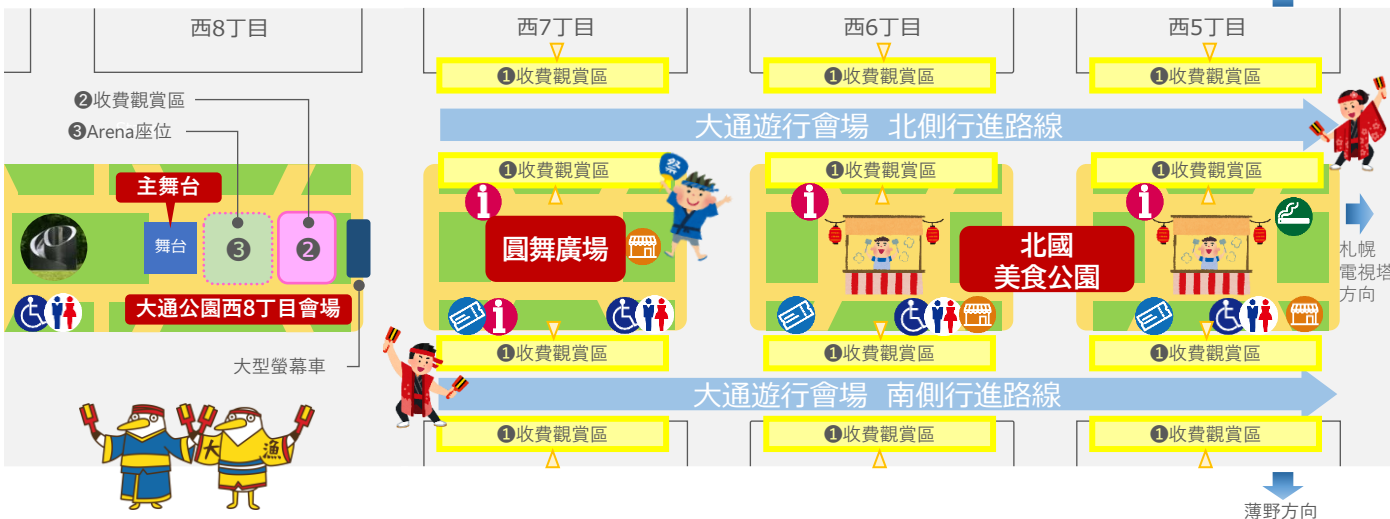 西8丁目
西7丁目
西6丁目
西5丁目
❶收費觀賞區
❶收費觀賞區
❶收費觀賞區
❷收費觀賞區
❸Arena座位
大通遊行會場 北側行進路線
❶收費觀賞區
❶收費觀賞區
❶收費觀賞區
祭
主舞台
舞台
❸
❷
圓舞廣場
北國
美食公園
札幌
電視塔
方向
大通公園西8丁目會場
大型螢幕車
❶收費觀賞區
❶收費觀賞區
❶收費觀賞區
大通遊行會場 南側行進路線
❶收費觀賞區
❶收費觀賞區
❶收費觀賞區
大漁
薄野方向